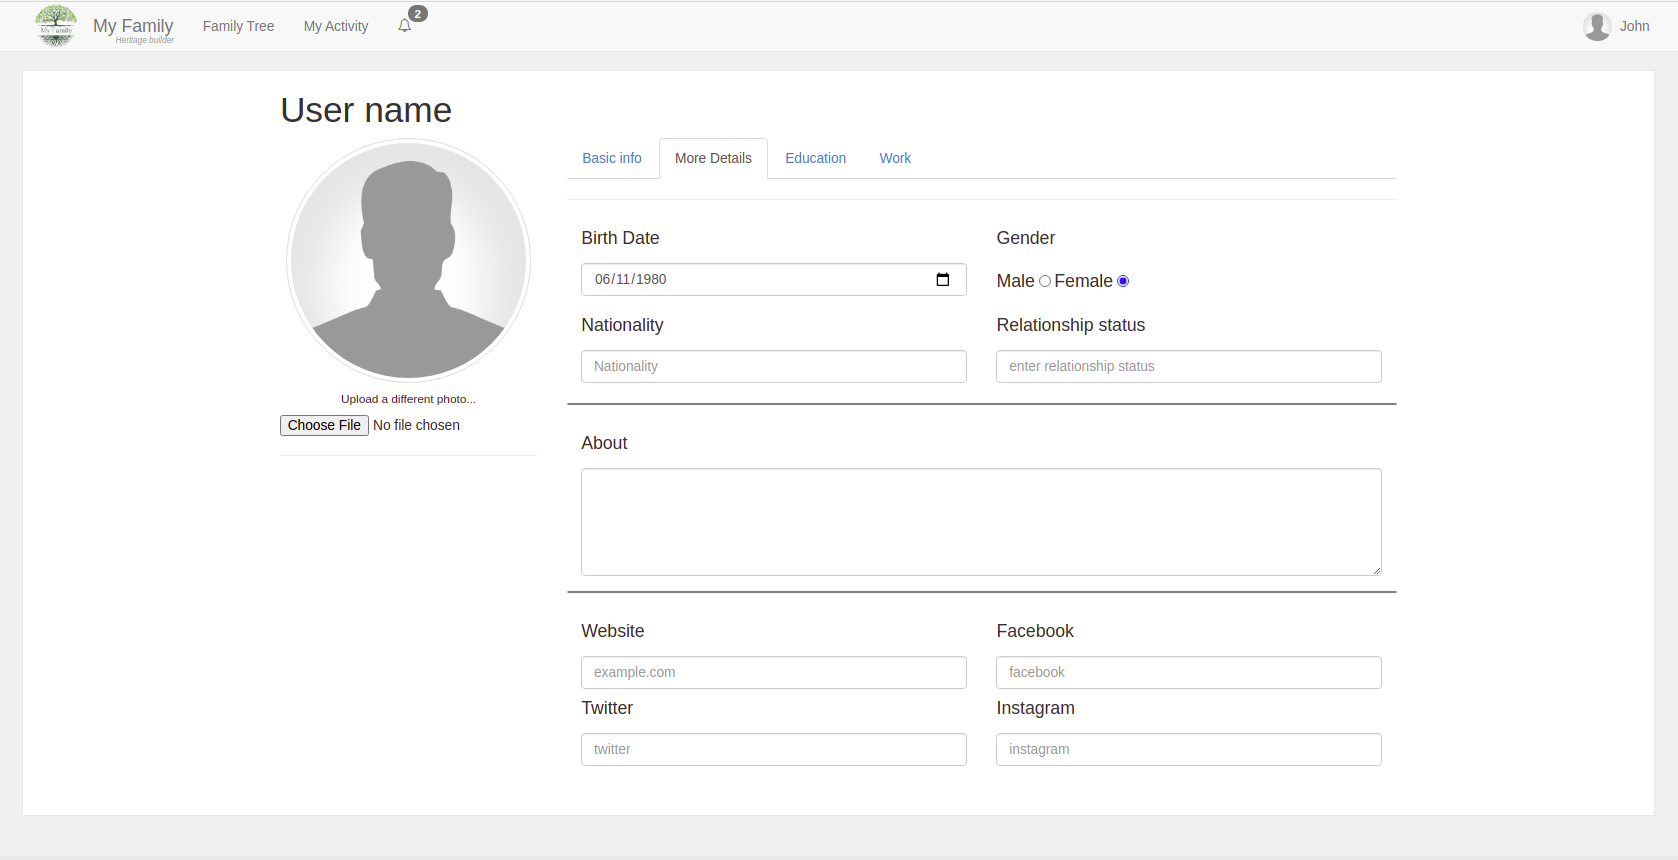 My Family
My Family
Heritage builder
Family Tree
My Activity
2
John
User name
Upload a different photo...
Choose File No file chosen
Basic info
More Details
Education
Work
Birth Date
06/11/1980
Gender
Male Female
Nationality
Nationality
Relationship status
enter relationship status
About
Website
example.com
Facebook
facebook
Twitter
twitter
Instagram
instagram